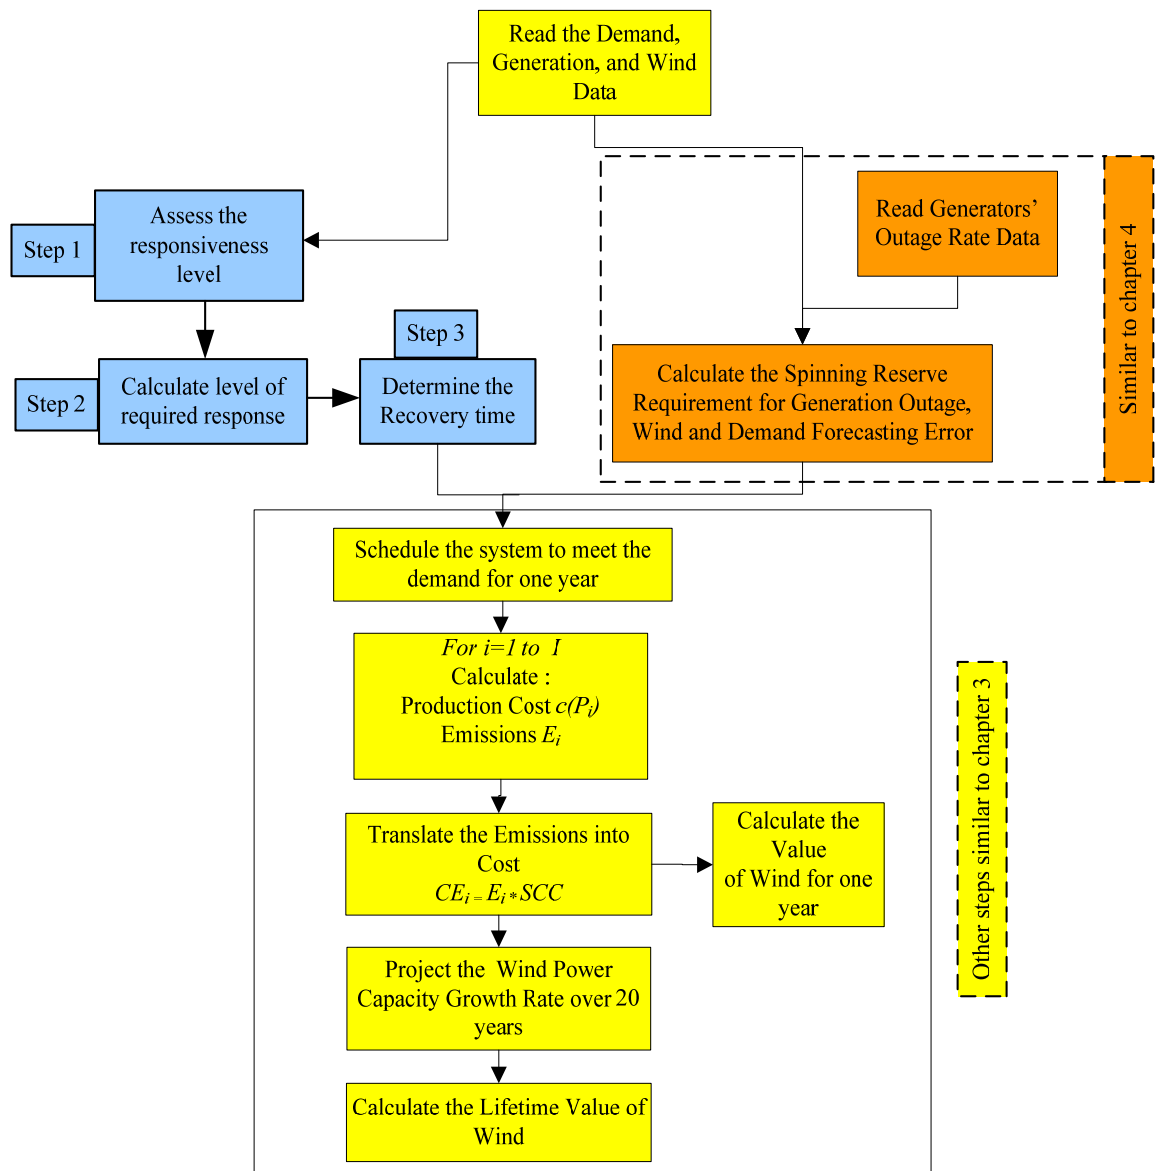 Read the Demand,
Generation, and Wind
Data
Step 1
Assess the
responsiveness
level
Read Generators’
Outage Rate Data
Similar to chapter 4
Step 3
Step 2
Calculate level of
required response
Determine the
Recovery time
Calculate the Spinning Reserve
Requirement for Generation Outage,
Wind and Demand Forecasting Error
Schedule the system to meet the
demand for one year
For i=1 to I
Calculate :
Production Cost c(Pi)
Emissions Ei
Translate the Emissions into
Cost
CEi = Ei * SCC
Calculate the
Value
of Wind for one
year
Other steps similar to chapter 3
Project the Wind Power
Capacity Growth Rate over 20
years
Calculate the Lifetime Value of
Wind